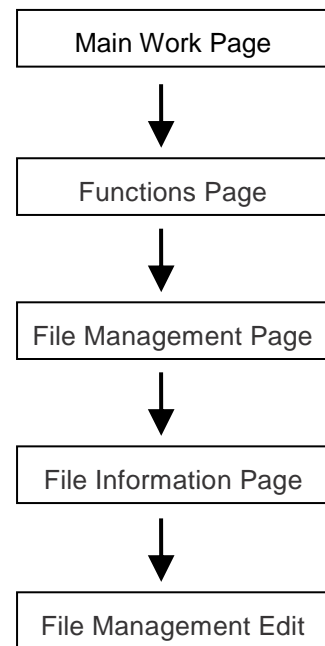 Main Work Page
Functions Page
File Management Page
File Information Page
File Management Edit